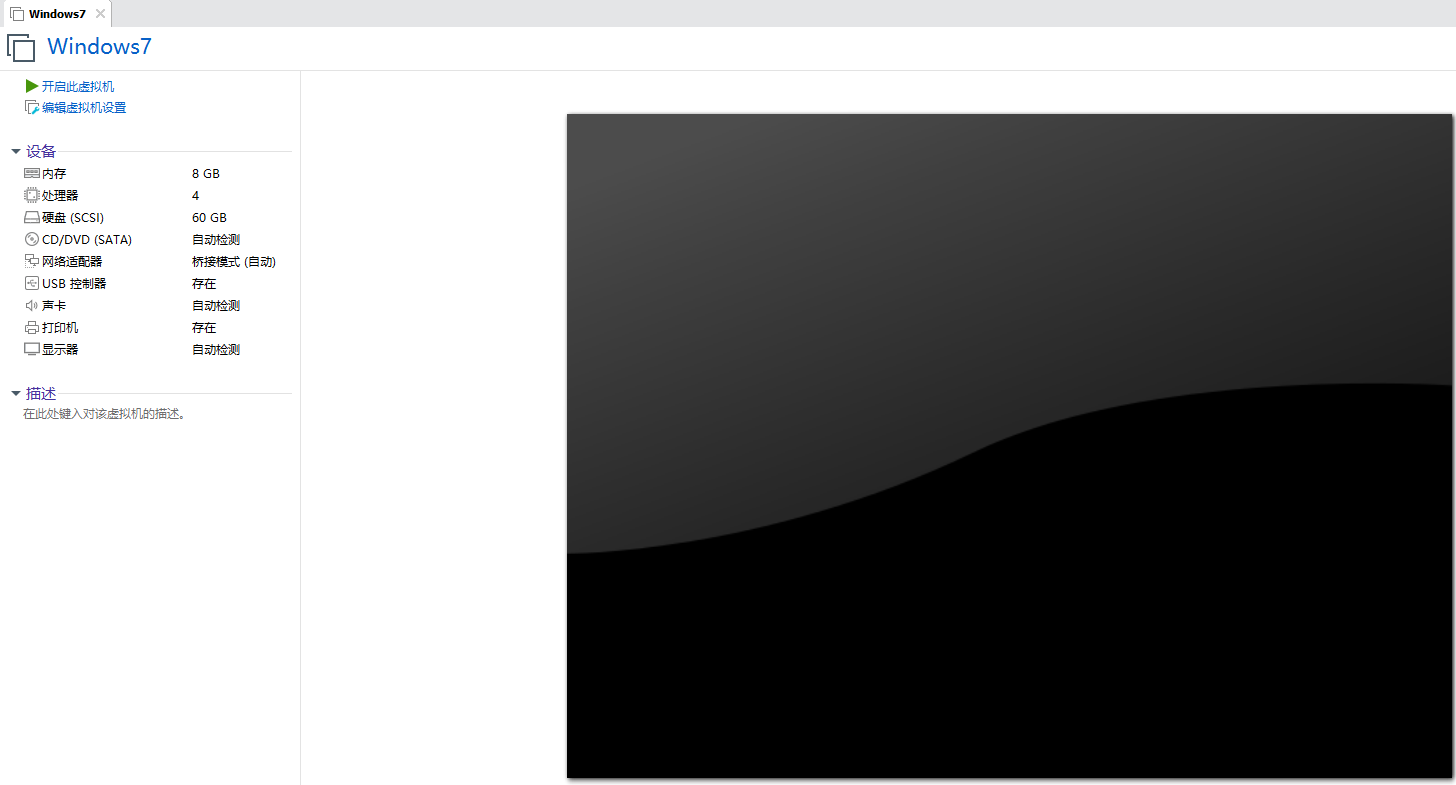 Windows7
Windows7
开启此虚拟机
编辑虚拟机设置
设备
内存 8 GB
处理器 4
硬盘 (SCSI) 60 GB
CD/DVD (SATA) 自动检测
网络适配器 桥接模式 (自动)
USB 控制器 存在
声卡 自动检测
打印机 存在
显示器 自动检测
描述
在此处键入对该虚拟机的描述。